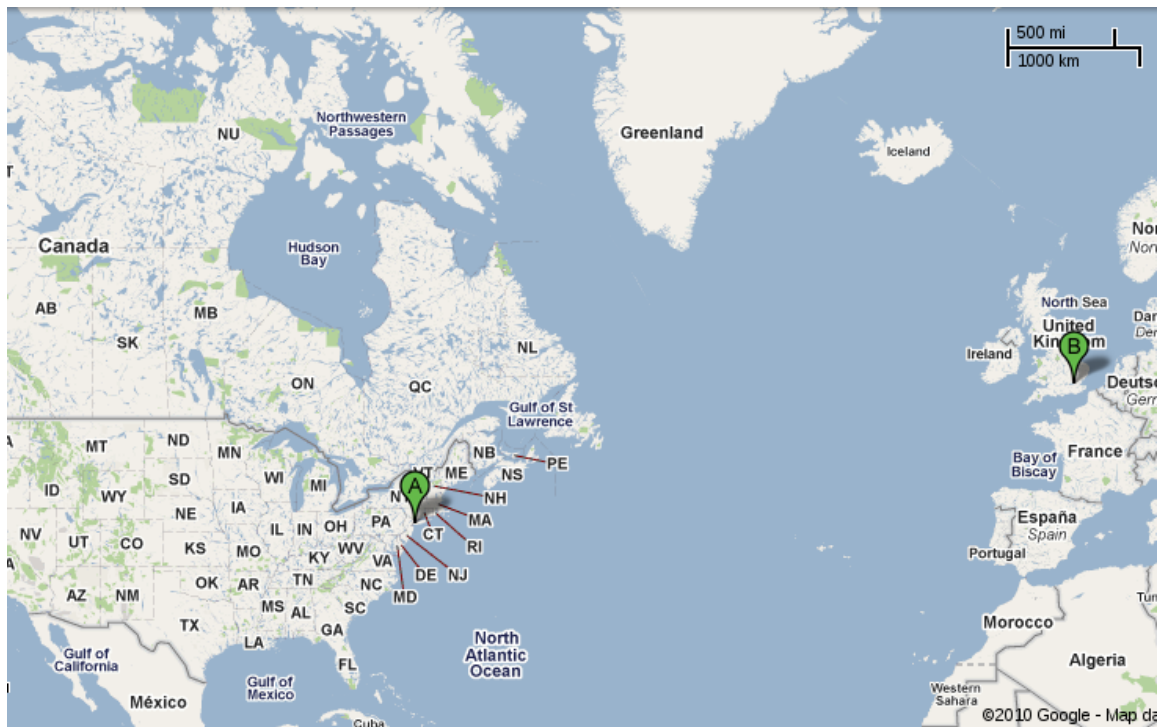 500 mi
1000 km
Northwestern
Passages
NU
Greenland
Iceland
Canada
Hudson
Bay
North Sea
AB
MB
SK
United
Kingdom
Ireland
NL
ON
QC
B
Deutsc
Gern
Gulf of St
Lawrence
MT
ND
MN
NB
PE
France
Bay of
Biscay
WI
VT
ME
NS
ID
WY
SD
MI
A
NH
NE
IA
MA
España
Spain
NV
UT
CO
IL
IN
OH
PA
CT
RI
Portugal
KS
MO
KY
WV
VA
DE
NJ
AZ
NM
OK
AR
TN
NC
MD
MS
AL
SC
TX
GA
Morocco
LA
North
Atlantic
Ocean
Gulf of
California
FL
Algeria
Gulf of
Mexico
México
Western
Sahara
Cuba
©2010 Google - Map da